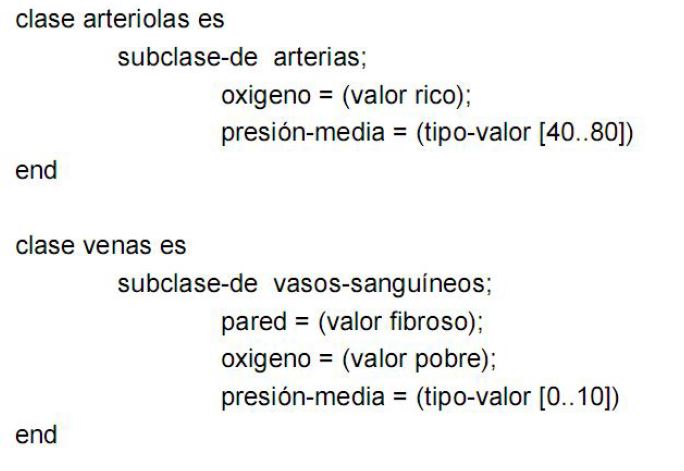 clase arteriolas es
subclase-de arterias;
oxigeno = (valor rico);
presión-media = (tipo-valor [40..80])
end
clase venas es
subclase-de vasos-sanguíneos;
pared = (valor fibroso);
oxigeno = (valor pobre);
presión-media = (tipo-valor [0..10])
end